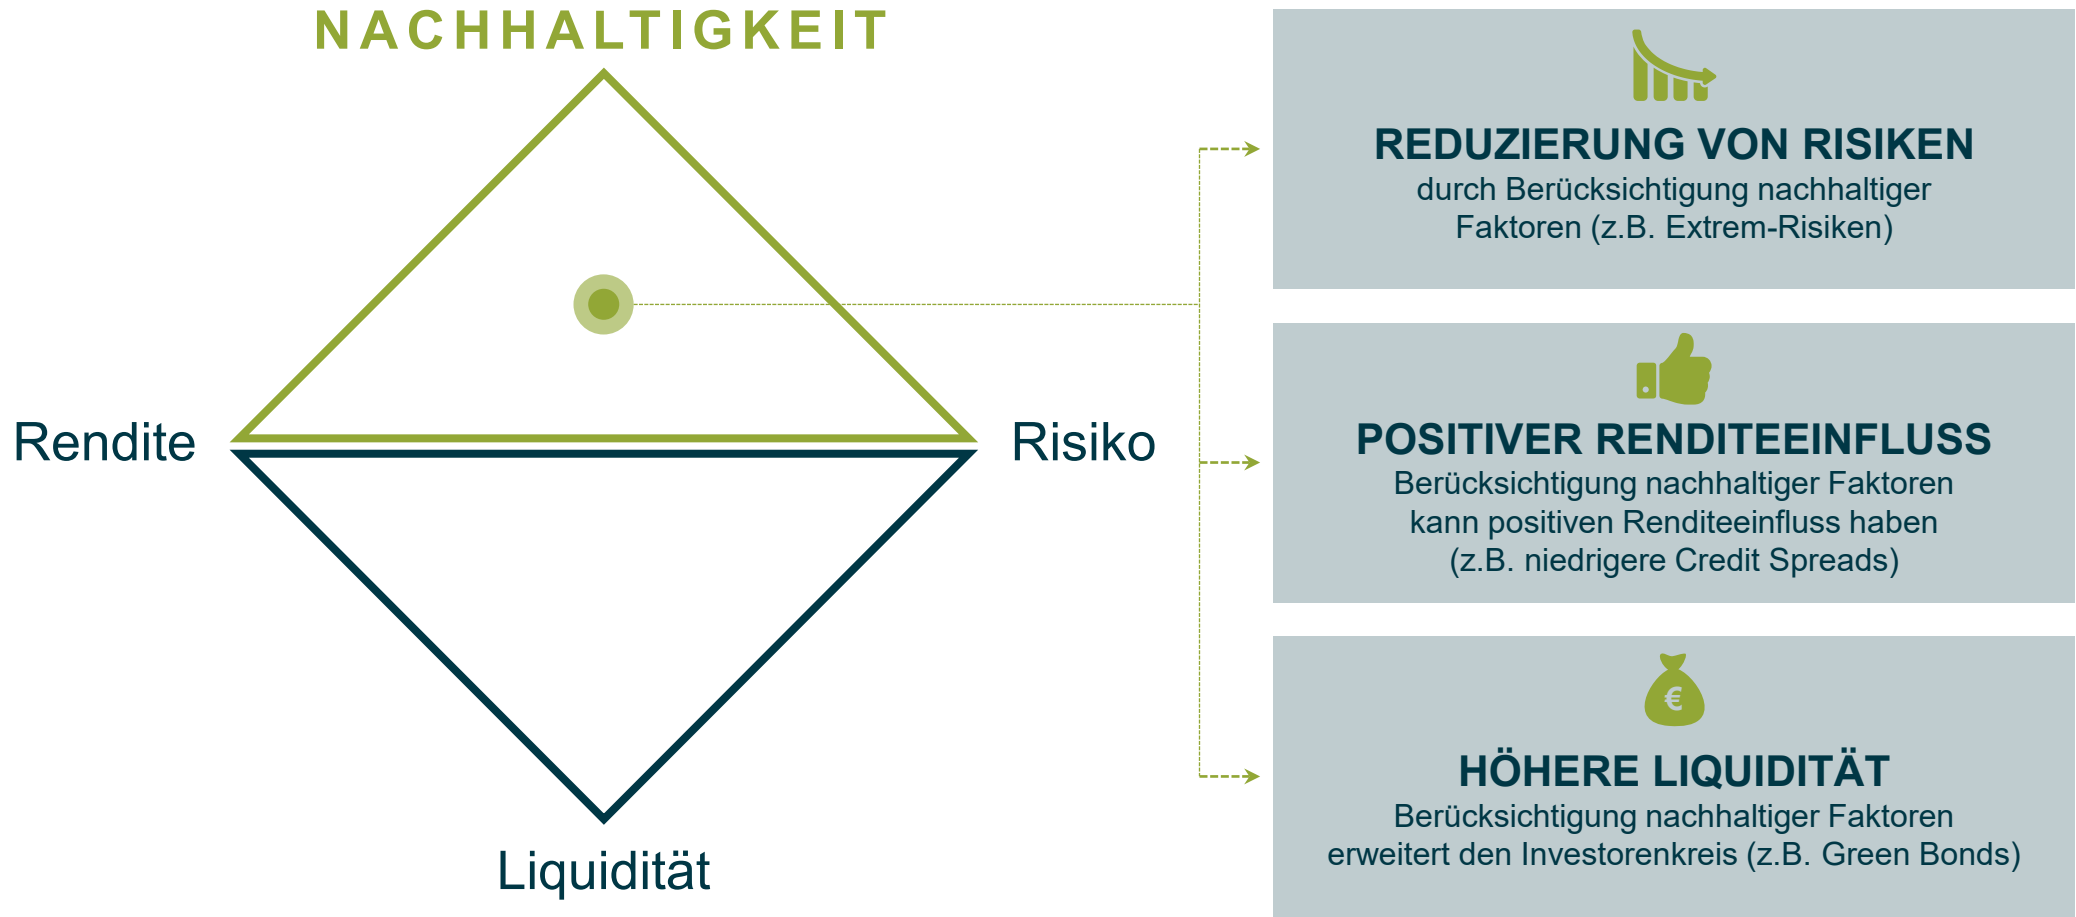 NACHHALTIGKEIT
Rendite
Risiko
Liquidität
REDUZIERUNG VON RISIKEN
durch Berücksichtigung nachhaltiger
Faktoren (z.B. Extrem-Risiken)
POSITIVER RENDITEEINFLUSS
Berücksichtigung nachhaltiger Faktoren
kann positiven Renditeeinfluss haben
(z.B. niedrigere Credit Spreads)
€
HÖHERE LIQUIDITÄT
Berücksichtigung nachhaltiger Faktoren
erweitert den Investorenkreis (z.B. Green Bonds)